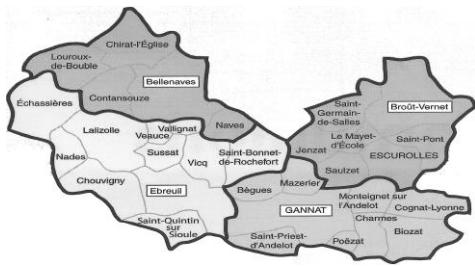 Chirat-l'Église
Louroux-
de-Bouble
Bellenaves
Échassières
Contansouze
Naves
Lalizolle
Vallignat
Veauce
Sussat
Vicq
Saint-Bonnet-
de-Rochefort
Nades
Chouvigny
Ebreuil
Saint-Quintin
sur
Sioule
Saint-
Germain-
de-Salles
Broût-Vernet
Le Mayet-
d'École
Saint-Pont
Jenzat
ESCUROLLES
Saulzet
Bègues
Mazerier
Monteignet sur
l'Andelot
Cognat-Lyonne
GANNAT
Charmes
Biozat
Saint-Priest-
d'Andelot
Poëzat